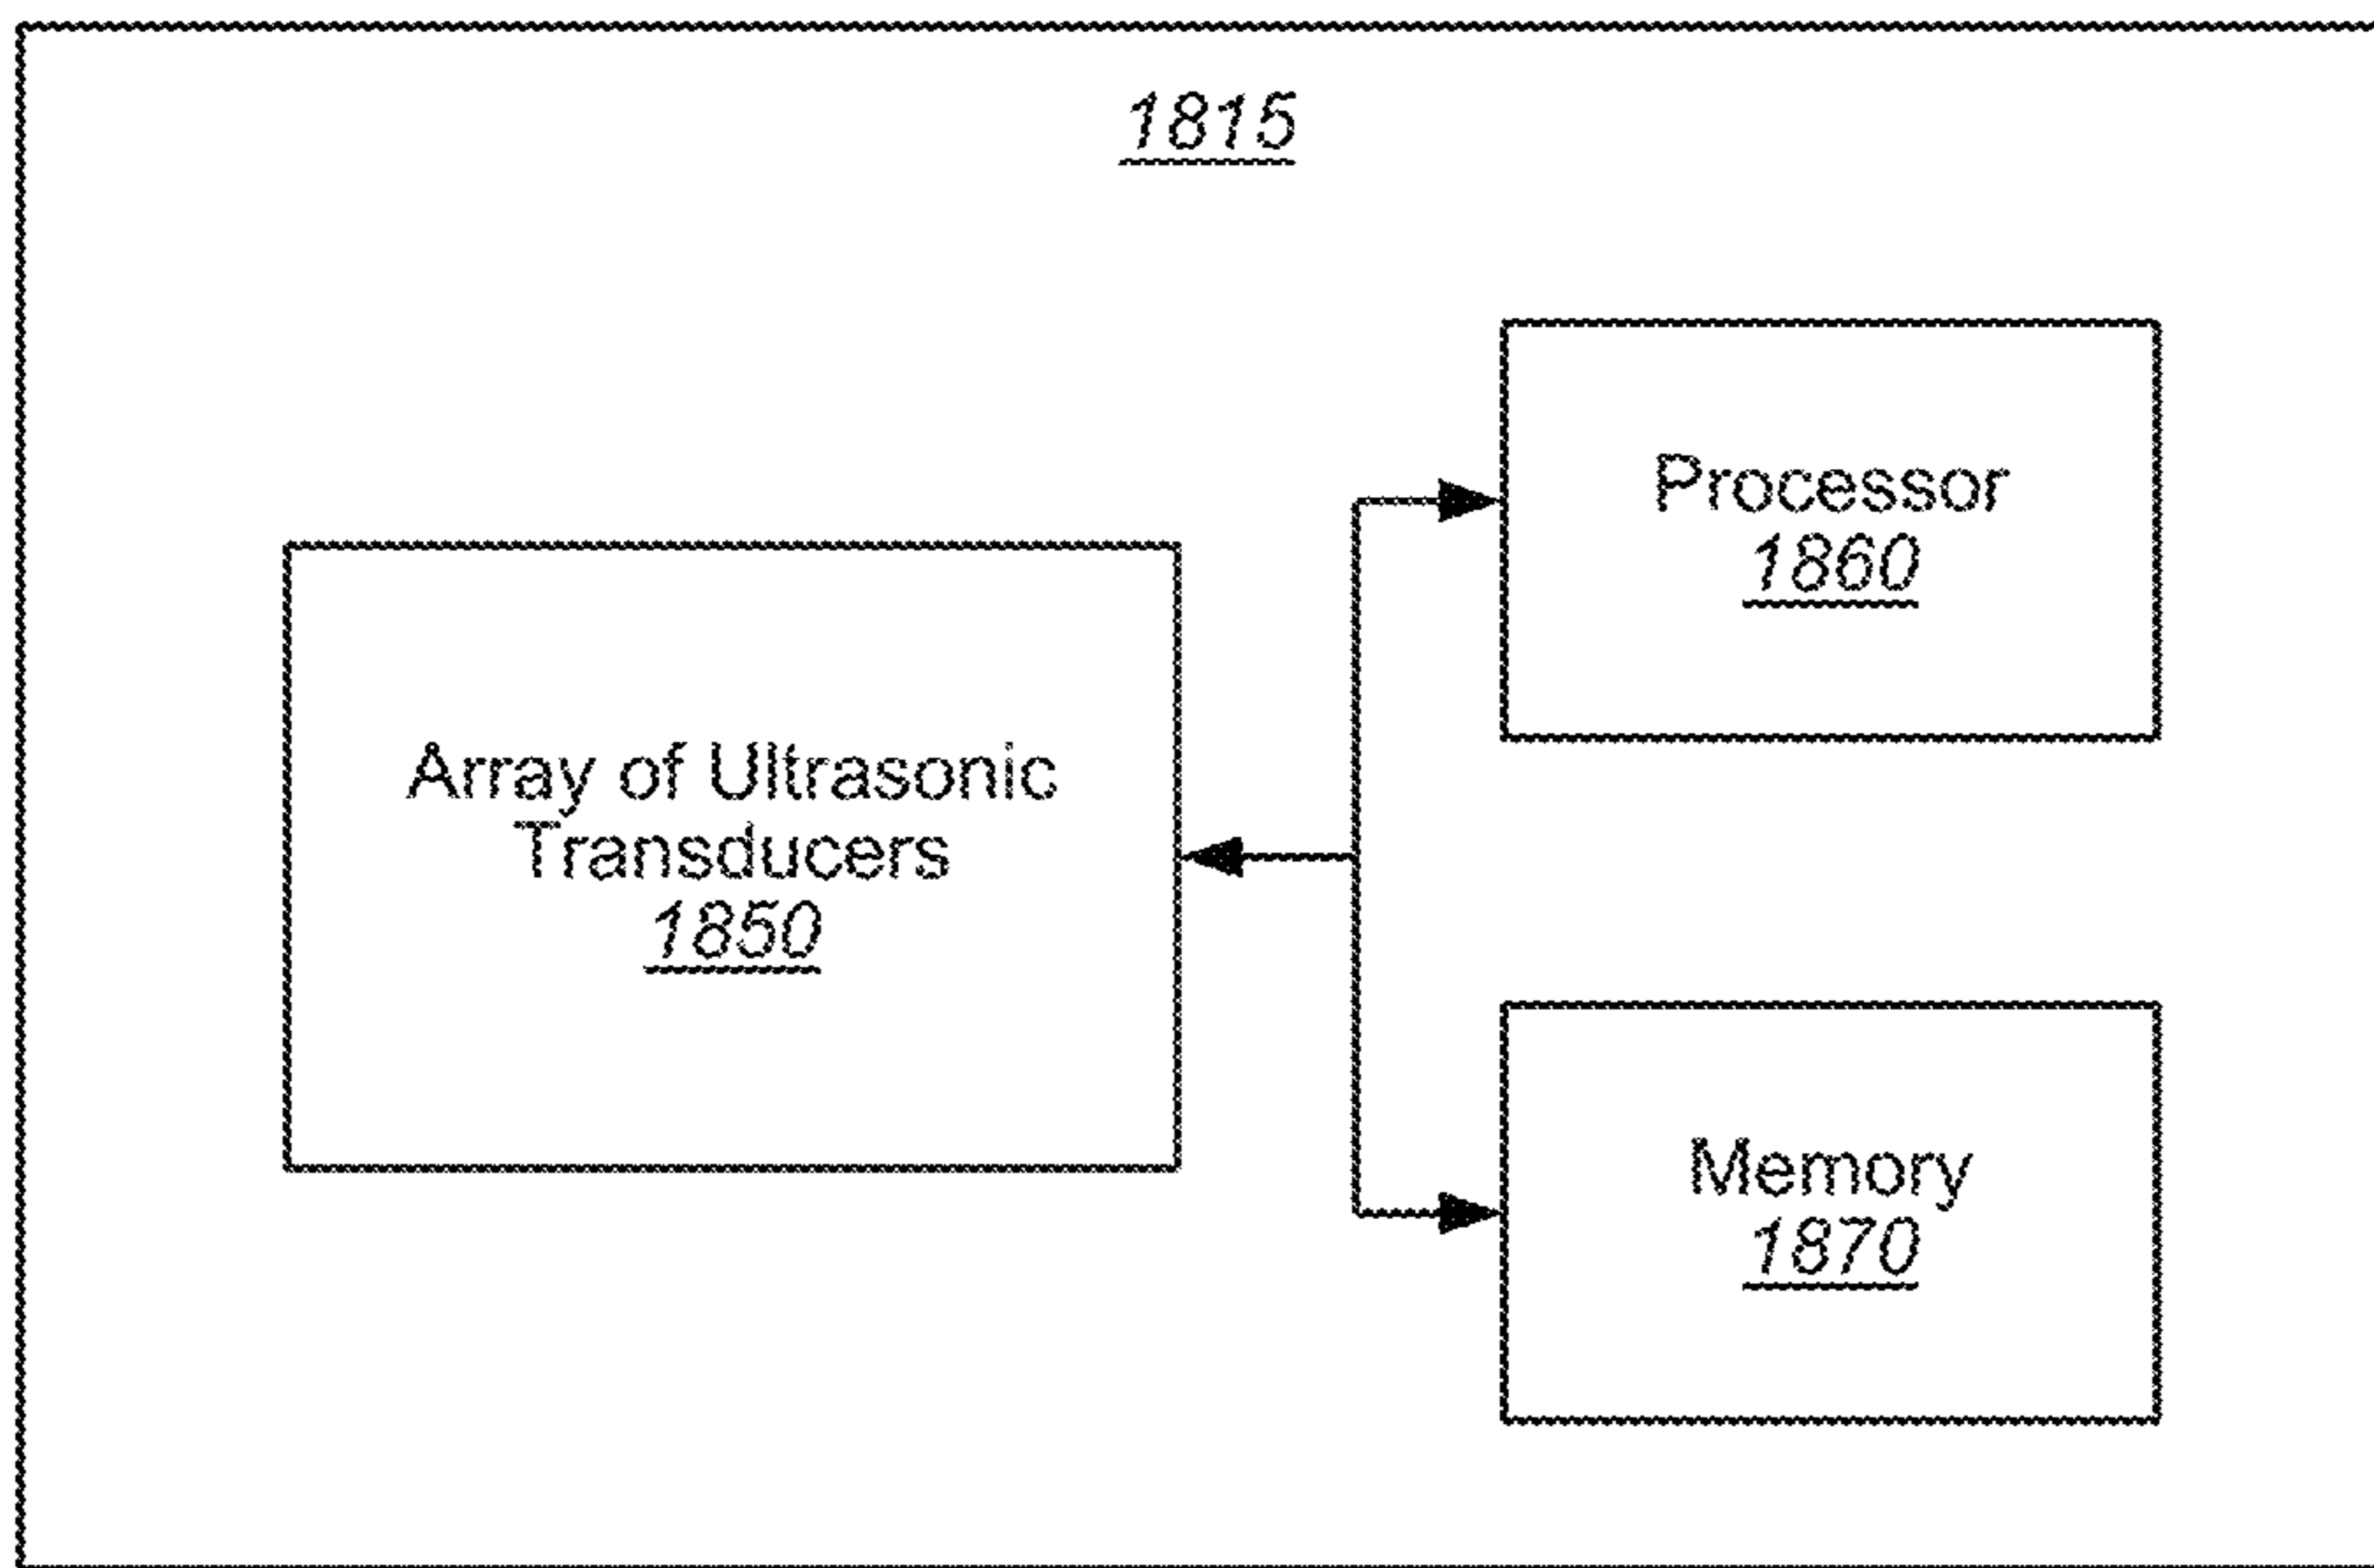 1815
Array of Ultrasonic
Transducers
1850
Processor
1860
Memory
1870